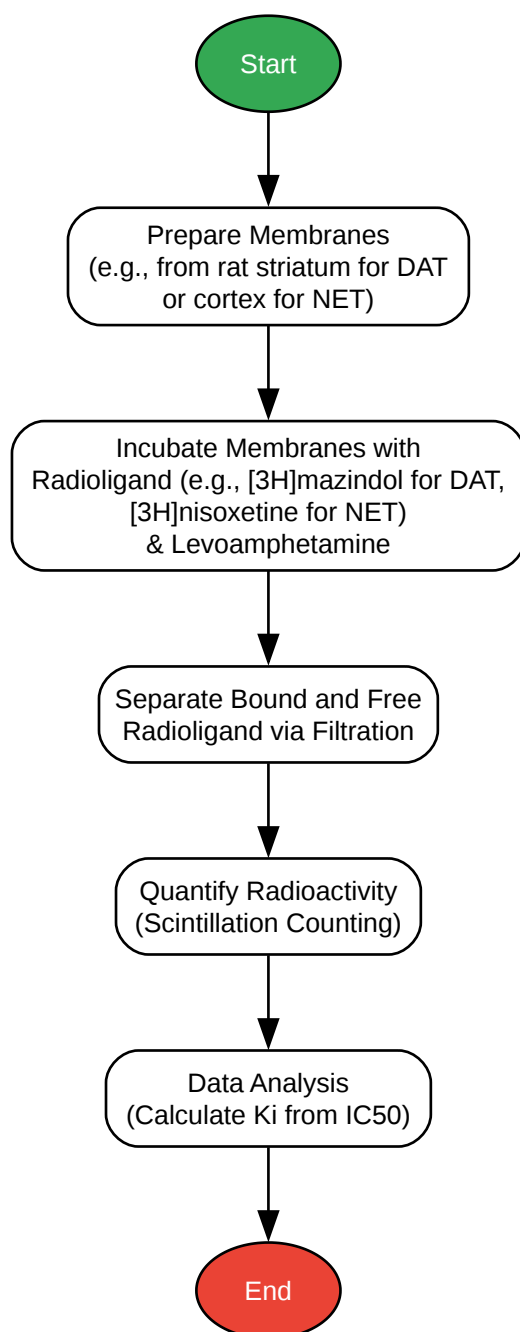 Start
Prepare Membranes
(e.g., from rat striatum for DAT
or cortex for NET)
Incubate Membranes with
Radioligand (e.g., [3H]mazindol for DAT,
[3H]nisoxetine for NET)
& Levoamphetamine
Separate Bound and Free
Radioligand via Filtration
Quantify Radioactivity
(Scintillation Counting)
Data Analysis
(Calculate Ki from IC50)
End